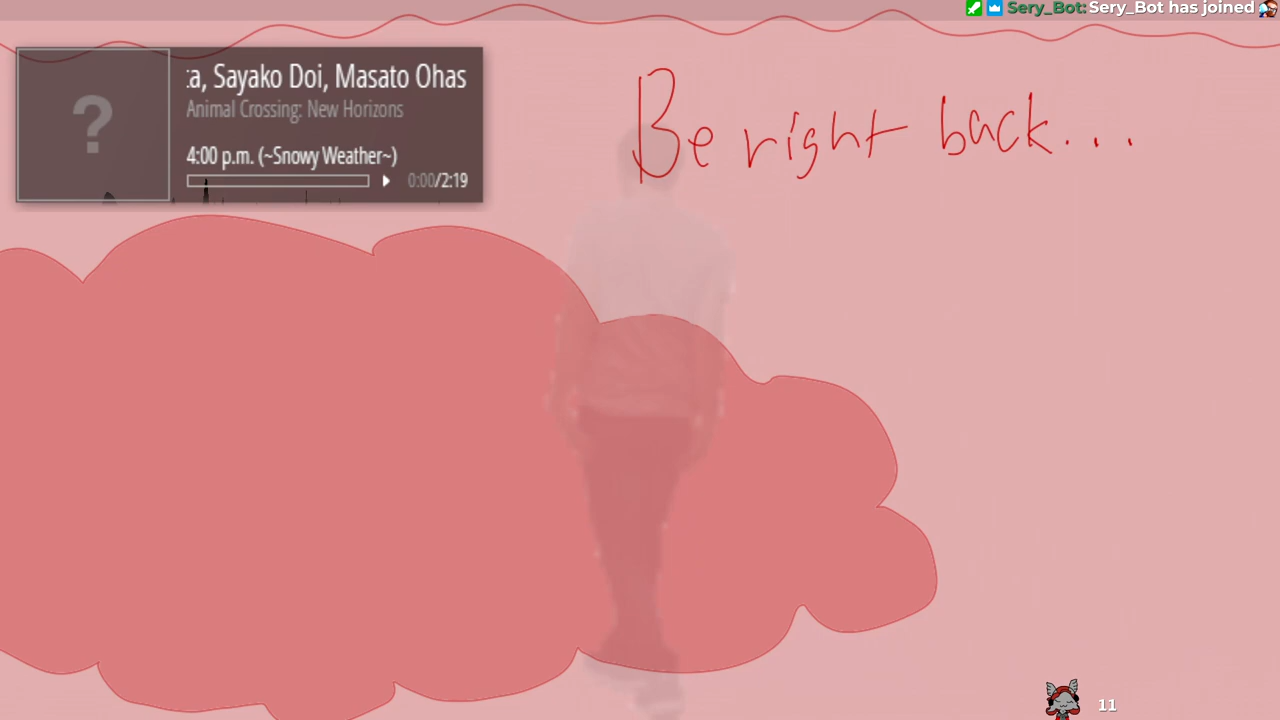 Sery_Bot: Sery_Bot has joined
:a, Sayako Doi, Masato Ohas
Animal Crossing: New Horizons
4:00 p.m. (~Snowy Weather~)
0:00/2:19
?
Be right back...
11